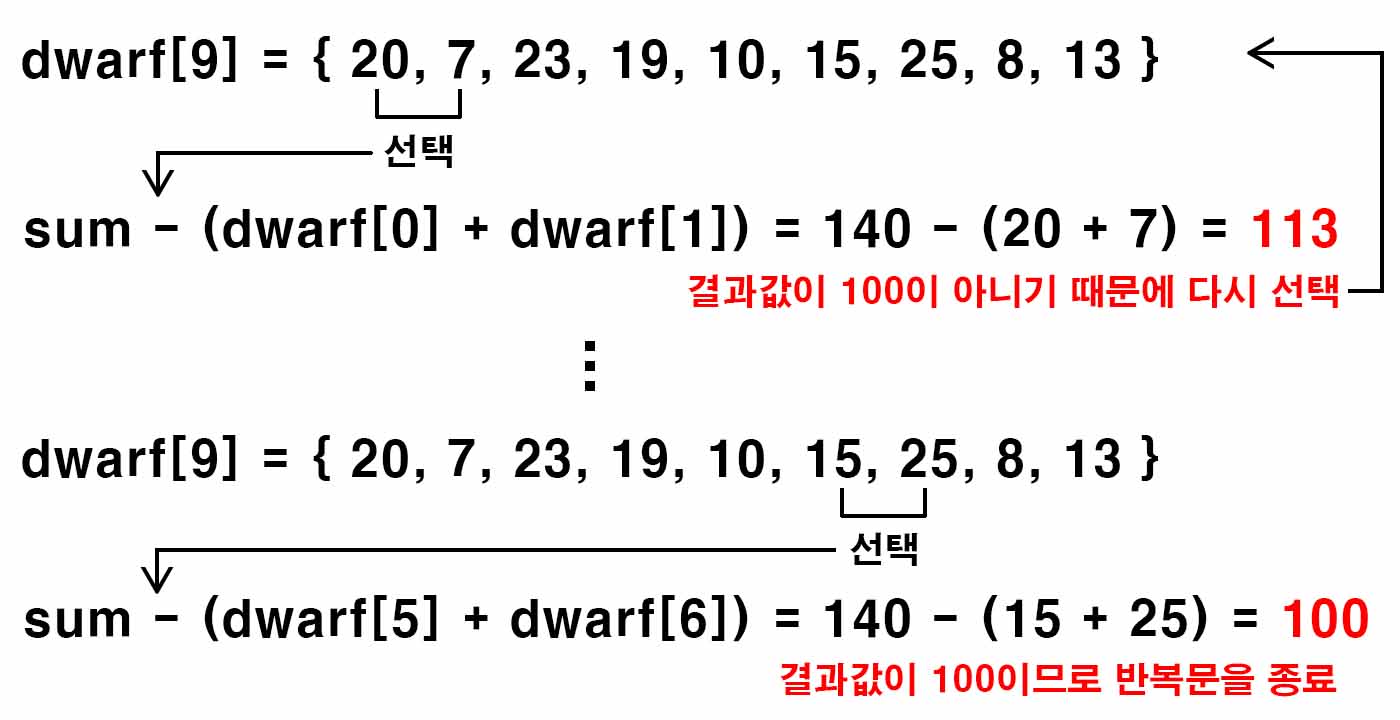 dwarf[9] = { 20, 7, 23, 19, 10, 15, 25, 8, 13 }
선택
sum - (dwarf[0] + dwarf[1]) = 140 - (20 + 7) = 113
결과값이 100이 아니기 때문에 다시 선택
⋮
dwarf[9] = { 20, 7, 23, 19, 10, 15, 25, 8, 13 }
선택
sum - (dwarf[5] + dwarf[6]) = 140 - (15 + 25) = 100
결과값이 100이므로 반복문을 종료